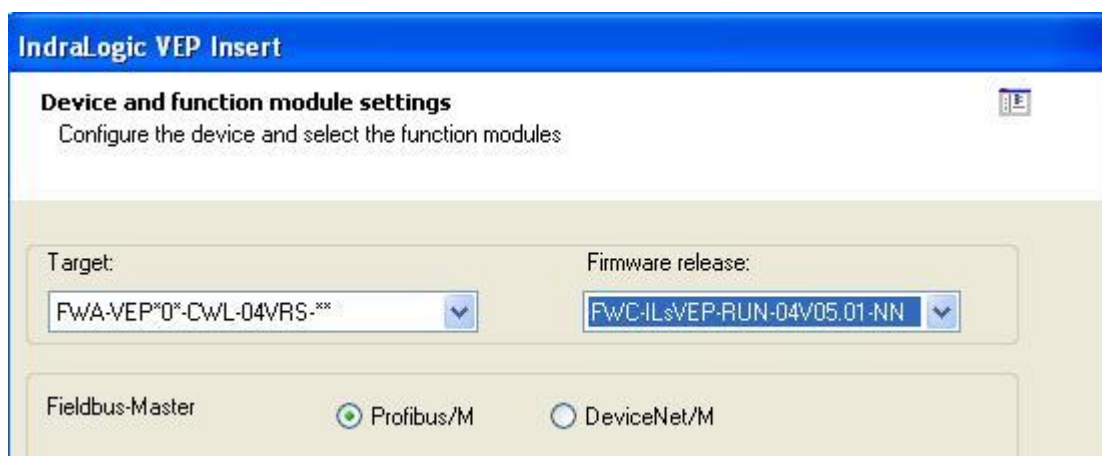 IndraLogic VEP Insert
Device and function module settings
Configure the device and select the function modules
Target:
Firmware release:
FWA-VEP*0*-CWL-04VRS-**
FWC-ILsVEP-RUN-04V05.01-NN
Fieldbus-Master
Profibus/M
DeviceNet/M